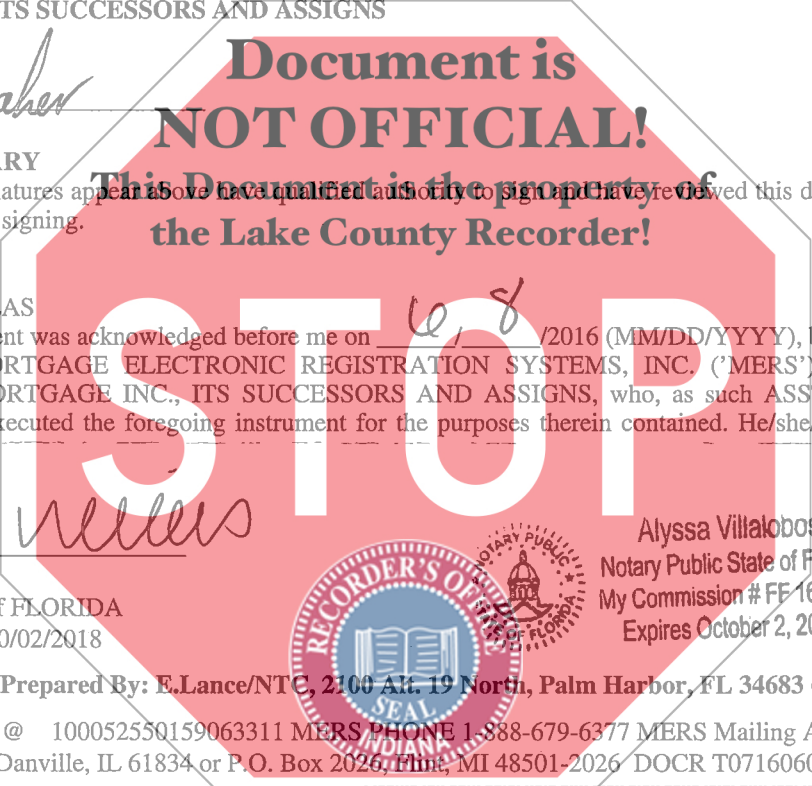 TS SUCCESSORS AND ASSIGNS
Document is
NOT OFFICIAL!
This Document is the property of
the Lake County Recorder!
aher
RY
atures appear above have qualified authority to sign and have reviewed this d
signing.
AS
ent was acknowledged before me on 6, 8 /2016 (MM/DD/YYYY), b
ORTGAGE ELECTRONIC REGISTRATION SYSTEMS, INC. ('MERS')
ORTGAGE INC., ITS SUCCESSORS AND ASSIGNS, who, as such ASS
xecuted the foregoing instrument for the purposes therein contained. He/she/
STOP
Alyssa Villalobos
NOTARY PUBLIC
STATE OF FLORIDA
Notary Public State of F
My Commission # FF 16
Expires October 2, 20
f FLORIDA
0/02/2018
RECORDER'S OFFICE
SEAL
INDIANA
Prepared By: E.Lance/NTC, 2100 Alt. 19 North, Palm Harbor, FL 34683
@ 100052550159063311 MERS PHONE 1-888-679-6377 MERS Mailing A
Danville, IL 61834 or P.O. Box 2026, Flint, MI 48501-2026 DOCR T0716060